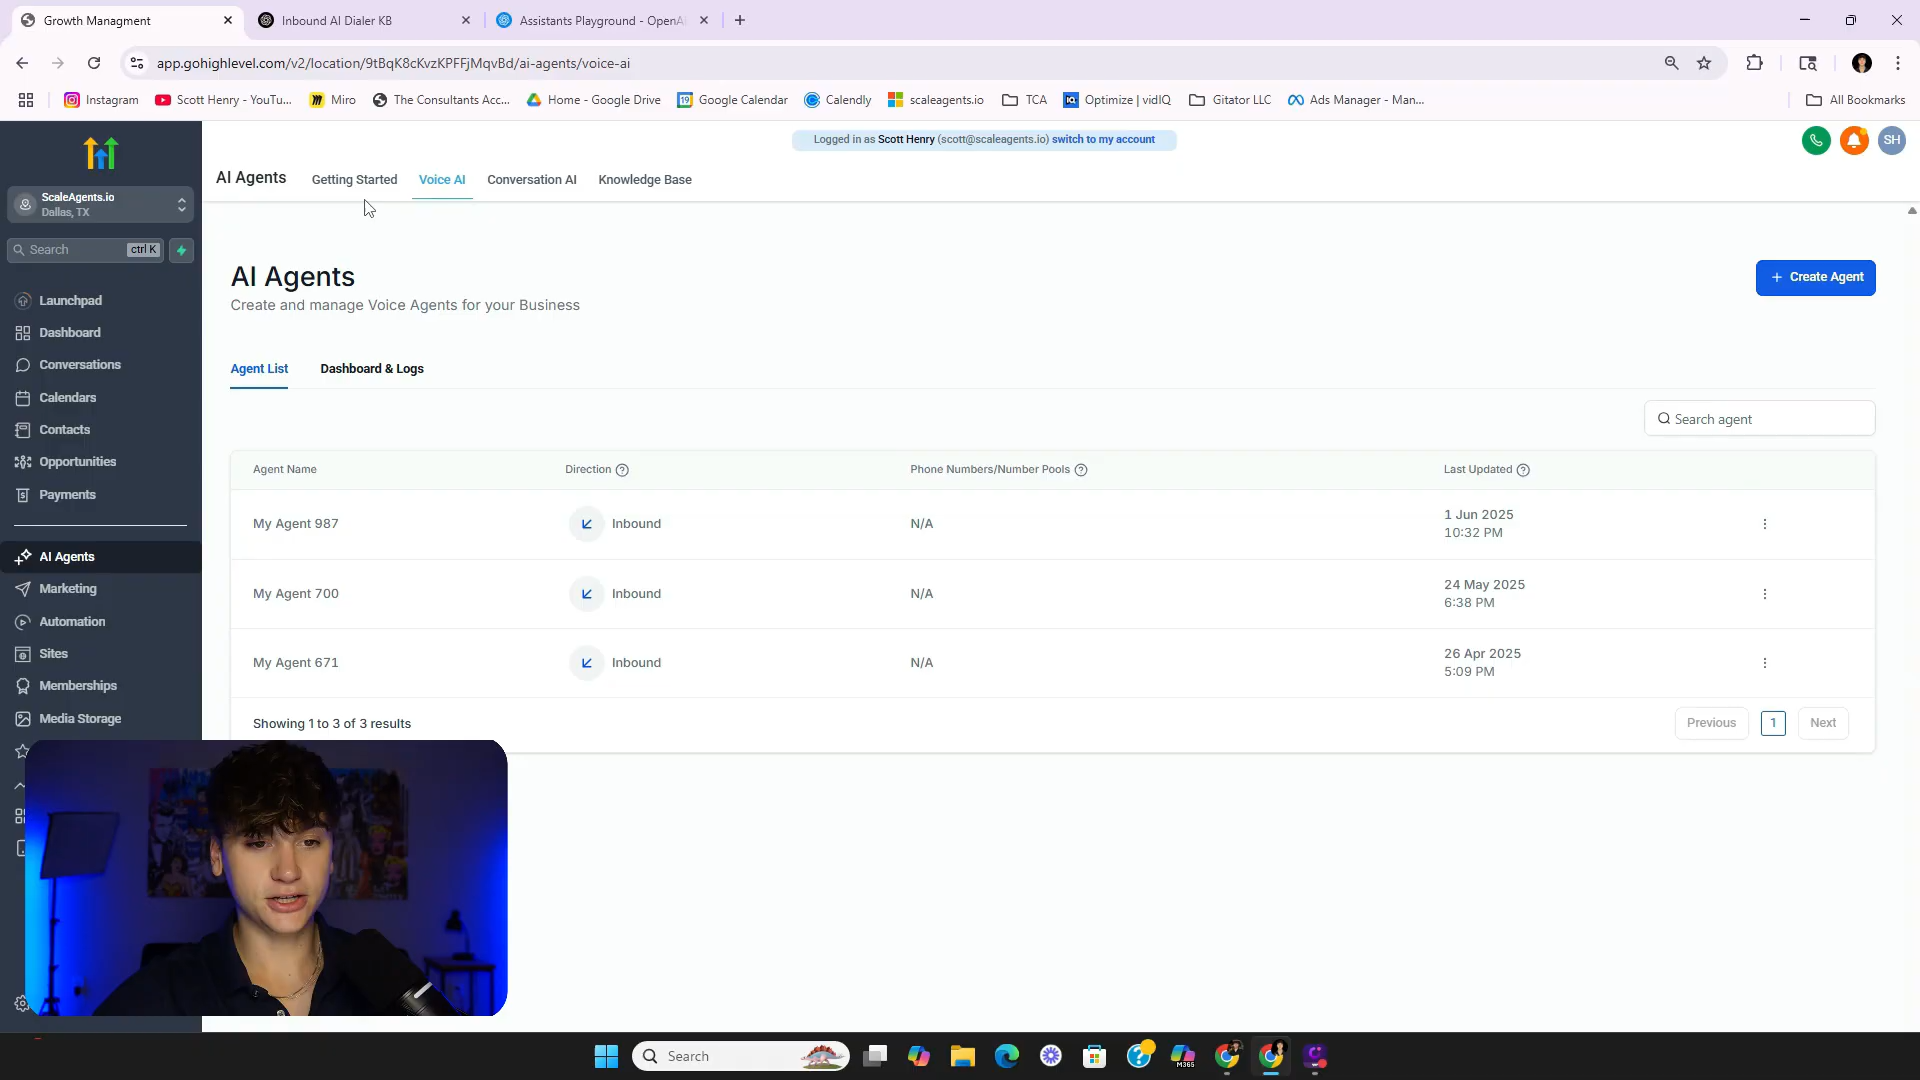 Growth Managment
Inbound AI Dialer KB
Assistants Playground - OpenA
app.gohighlevel.com/v2/location/9tBqK8cKvzKPFFjMqvBd/ai-agents/voice-ai
Instagram
Scott Henry - YouTu...
Miro
The Consultants Acc...
Home - Google Drive
Google Calendar
Calendly
scaleagents.io
TCA
Optimize | vidIQ
Gitator LLC
Ads Manager - Man...
All Bookmarks
Logged in as Scott Henry (scott@scaleagents.io) switch to my account
SH
AI Agents
Getting Started
Voice AI
Conversation AI
Knowledge Base
ScaleAgents.io
Dallas, TX
Search
ctrl K
Launchpad
Dashboard
Conversations
Calendars
Contacts
Opportunities
Payments
AI Agents
Marketing
Automation
Sites
Memberships
Media Storage
AI Agents
Create and manage Voice Agents for your Business
+ Create Agent
Agent List
Dashboard & Logs
Search agent
Agent Name
Direction
Phone Numbers/Number Pools
Last Updated
My Agent 987
Inbound
N/A
1 Jun 2025
10:32 PM
My Agent 700
Inbound
N/A
24 May 2025
6:38 PM
My Agent 671
Inbound
N/A
26 Apr 2025
5:09 PM
Showing 1 to 3 of 3 results
Previous
1
Next
Search
M365